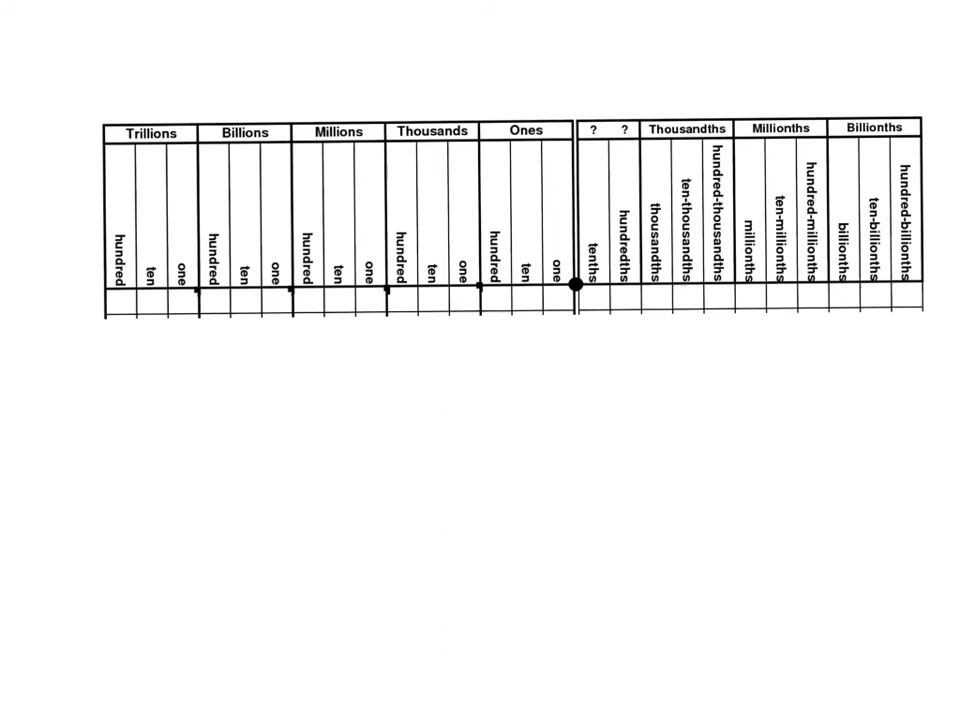 Trillions Billions Millions Thousands Ones ? ? Thousandths Millionths Billionths
hundred ten one hundred ten one hundred ten one hundred ten one hundred ten one tenths hundredths thousandths ten-thousandths hundred-thousandths millionths ten-millionths hundred-millionths billionths ten-billionths hundred-billionths